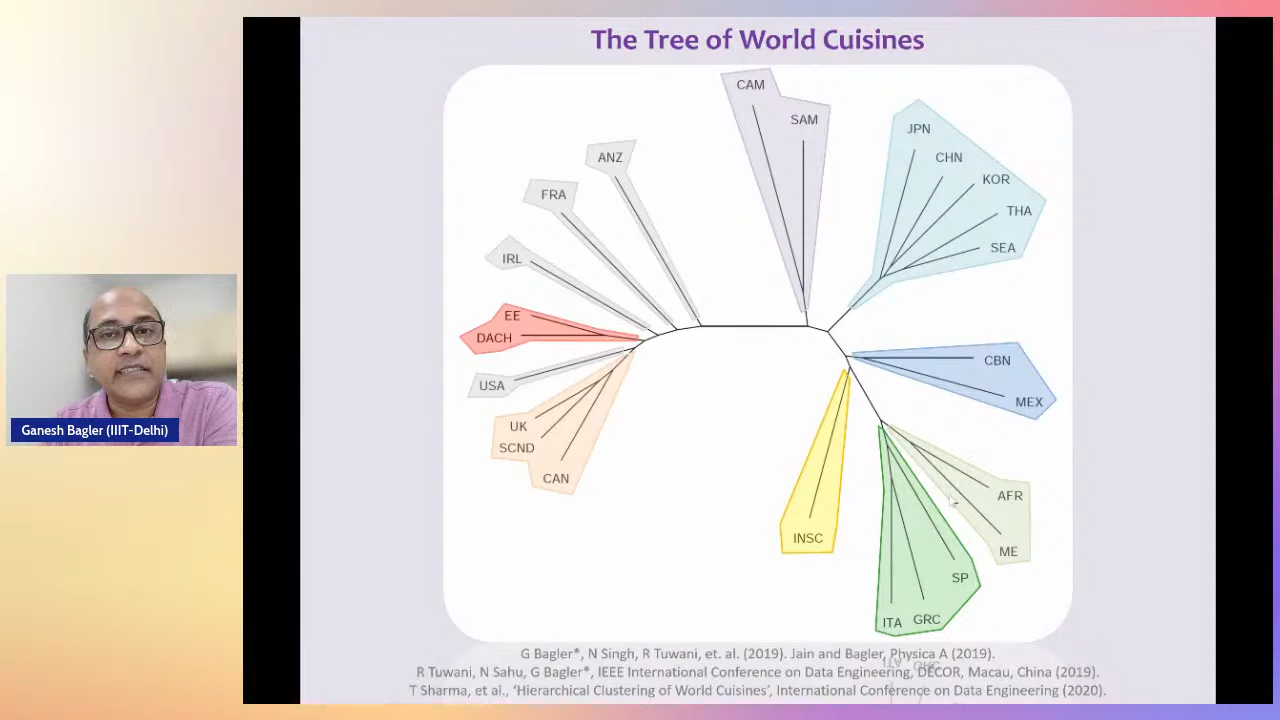 The Tree of World Cuisines
CAM
SAM
JPN
CHN
KOR
THA
SEA
ANZ
FRA
IRL
EE
DACH
USA
UK
SCND
CAN
CBN
MEX
INSC
AFR
ME
SP
ITA
GRC
Ganesh Bagler (IIIT-Delhi)
G Bagler*, N Singh, R Tuwani, et. al. (2019). Jain and Bagler, Physica A (2019).
R Tuwani, N Sahu, G Bagler*, IEEE International Conference on Data Engineering, DECOR, Macau, China (2019).
T Sharma, et al., ‘Hierarchical Clustering of World Cuisines’, International Conference on Data Engineering (2020).